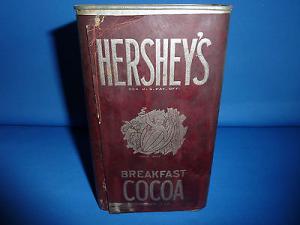 HERSHEY'S
REG. U. S. PAT. OFF.
BREAKFAST
COCOA